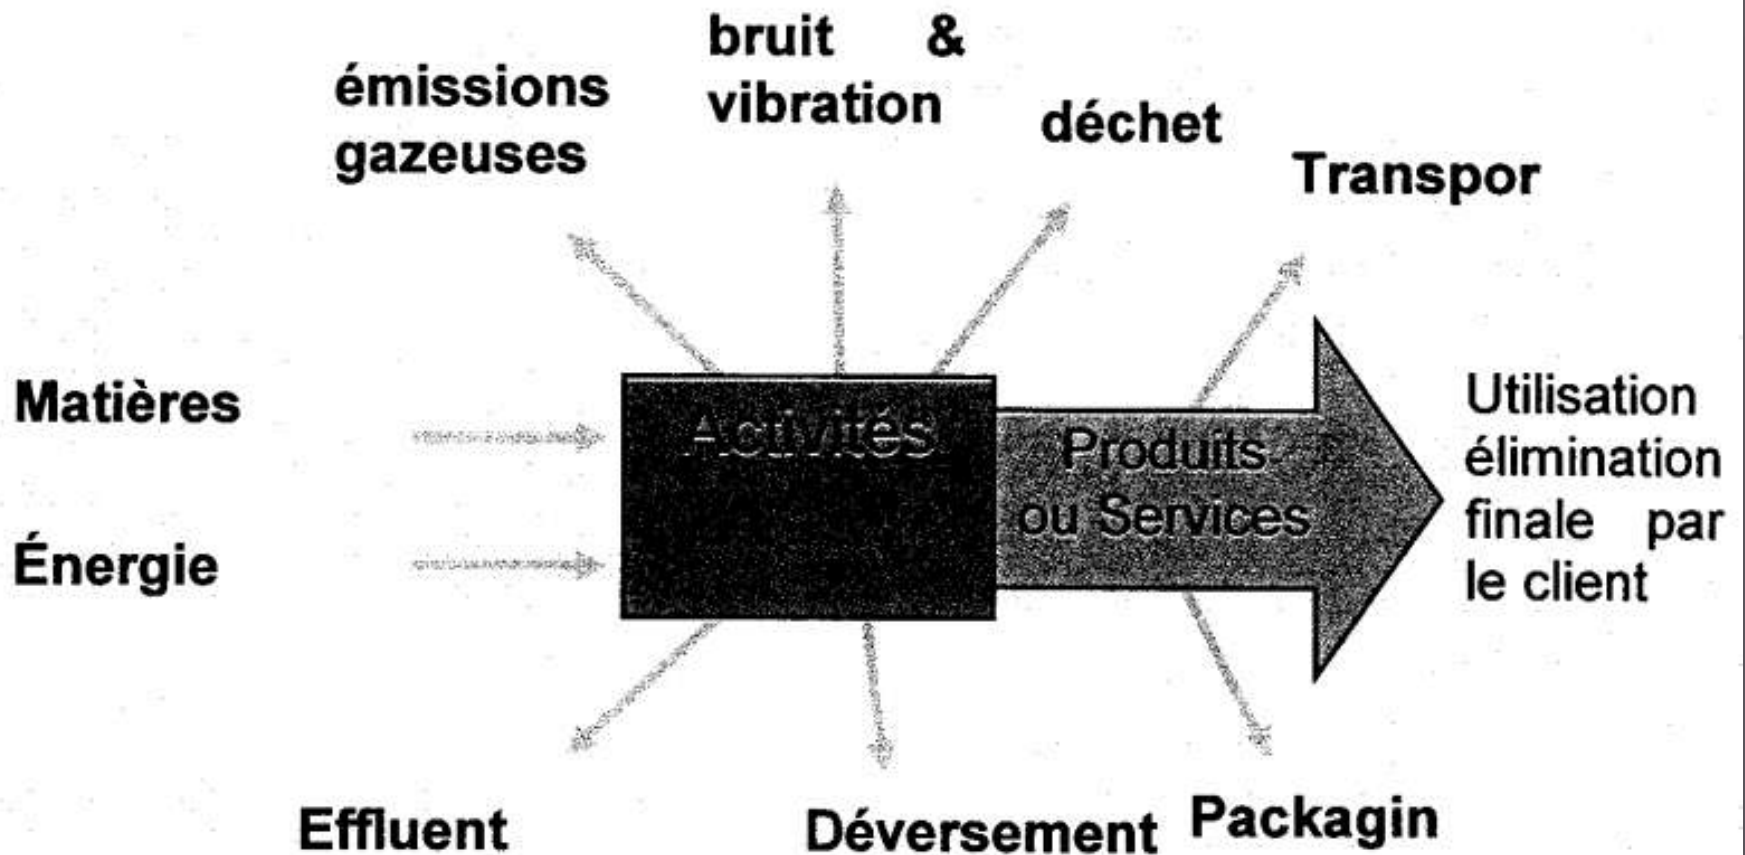 bruit &
vibration
émissions
gazeuses
déchet
Transpor
Matières
Énergie
Activités
Produits
ou Services
Utilisation
élimination
finale par
le client
Effluent
Déversement
Packagin